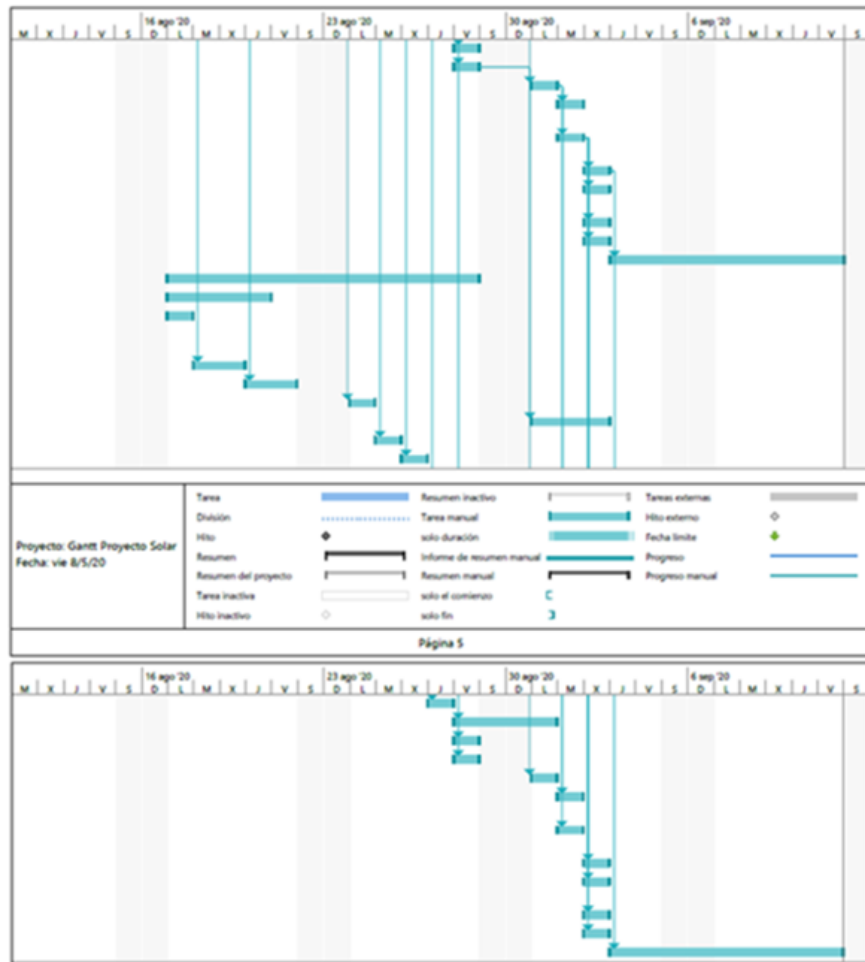 16 ago '20 23 ago '20 30 ago '20 6 sep '20
M X J V S D L M X J V S D L M X J V S D L M X J V S D L M X J V S
Tarea Resumen inactivo Tareas externas
División Tarea manual Hito externo
Hito solo duración Fecha límite
Proyecto: Gantt Proyecto Solar
Fecha: vie 8/5/20
Resumen Informe de resumen manual Progreso
Resumen del proyecto Resumen manual Progreso manual
Tarea inactiva solo el comienzo
Hito inactivo solo fin
Página 5
16 ago '20 23 ago '20 30 ago '20 6 sep '20
M X J V S D L M X J V S D L M X J V S D L M X J V S D L M X J V S